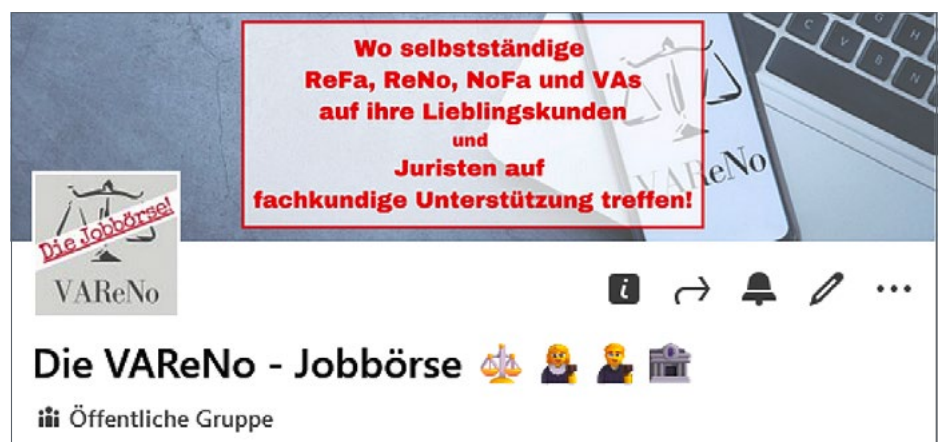 Wo selbstständige
ReFa, ReNo, NoFa und VAs
auf ihre Lieblingskunden
und
Juristen auf
fachkundige Unterstützung treffen!
VAReNo
Die Jobbörse!
VAReNo
Die VAReNo - Jobbörse
Öffentliche Gruppe